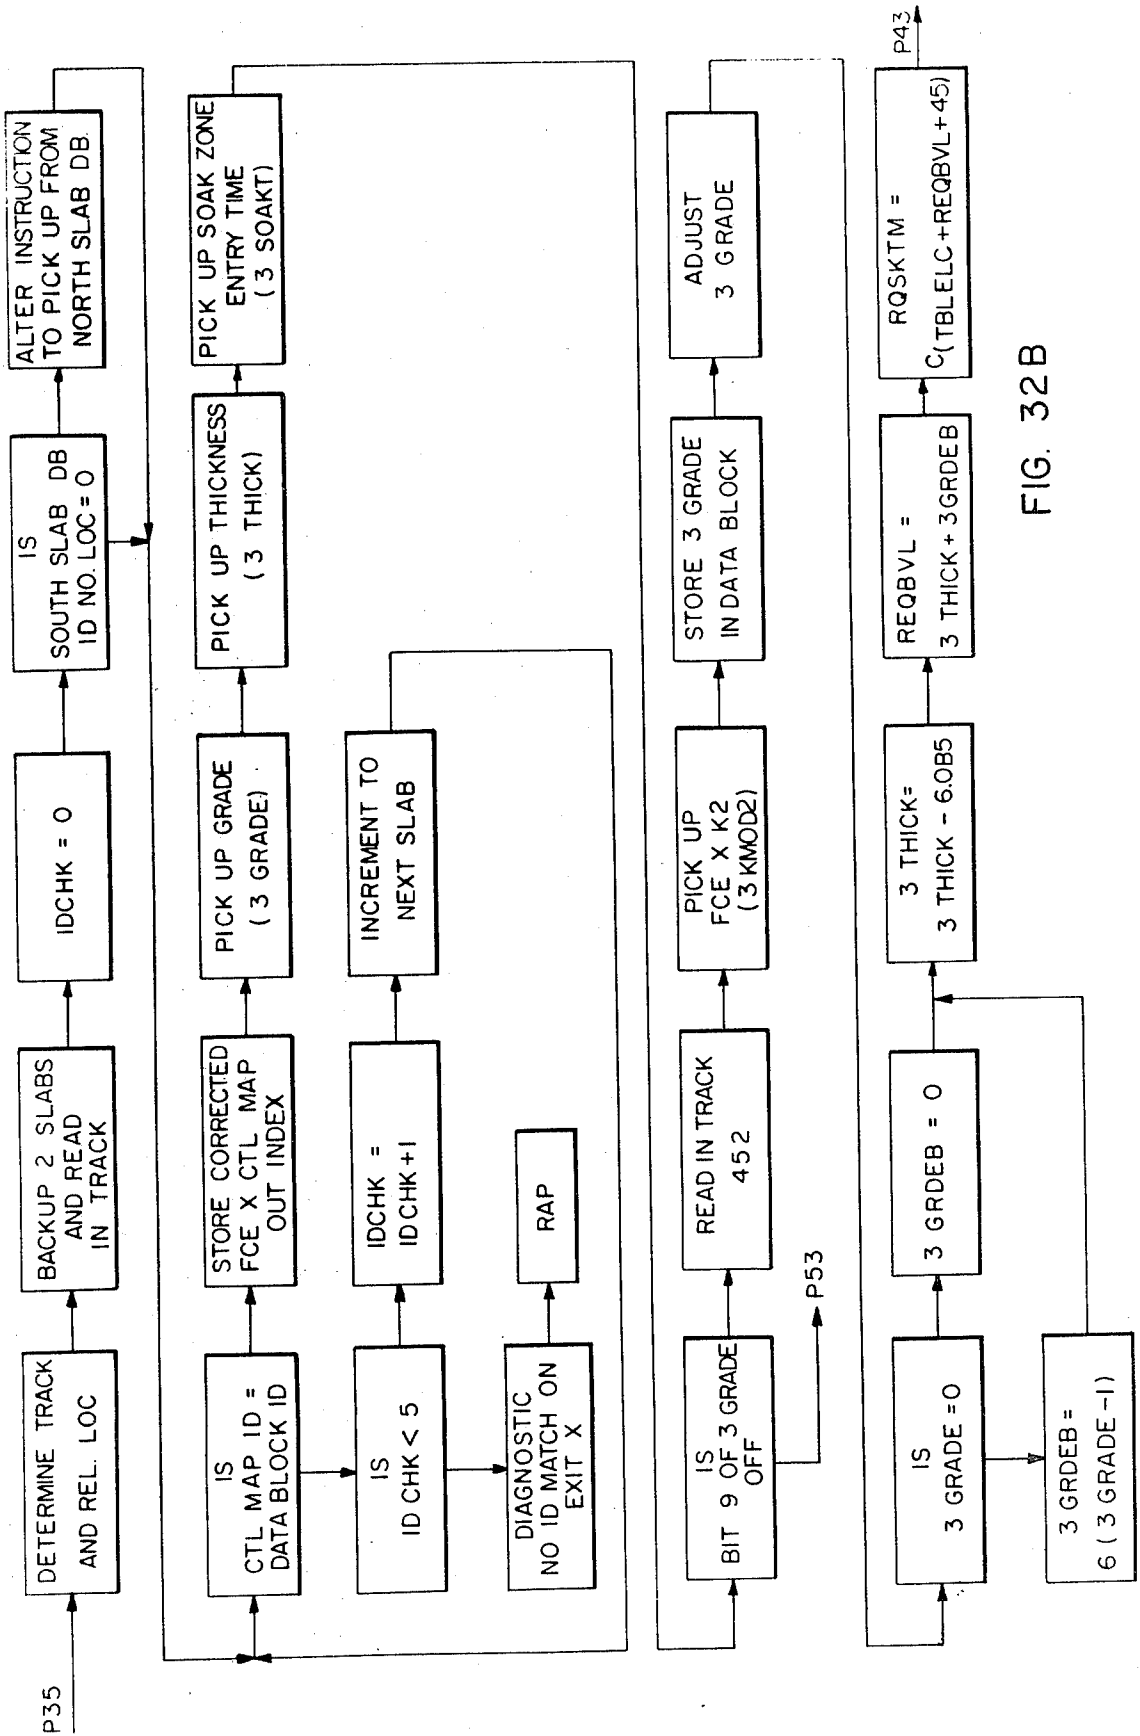 P35
DETERMINE TRACK
AND REL. LOC
BACKUP 2 SLABS
AND READ
IN TRACK
IDCHK = 0
IS
SOUTH SLAB DB
ID NO. LOC = 0
ALTER INSTRUCTION
TO PICK UP FROM
NORTH SLAB DB.
IS
CTL MAP ID =
DATA BLOCK ID
STORE CORRECTED
FCE X CTL MAP
OUT INDEX
PICK UP GRADE
(3 GRADE)
PICK UP THICKNESS
(3 THICK)
PICK UP SOAK ZONE
ENTRY TIME
(3 SOAKT)
IS
ID CHK < 5
IDCHK =
IDCHK+1
INCREMENT TO
NEXT SLAB
DIAGNOSTIC
NO ID MATCH ON
EXIT X
RAP
IS
BIT 9 OF 3 GRADE
OFF
P53
READ IN TRACK
452
PICK UP
FCE X K2
(3 KMOD2)
STORE 3 GRADE
IN DATA BLOCK
ADJUST
3 GRADE
IS
3 GRADE =0
3 GRDEB = 0
3 GRDEB =
6 ( 3 GRADE -1)
3 THICK=
3 THICK - 6.0B5
REQBVL =
3 THICK+ 3GRDEB
RQSKTM =
C(TBLELC+REQBVL+45)
P43
FIG. 32B